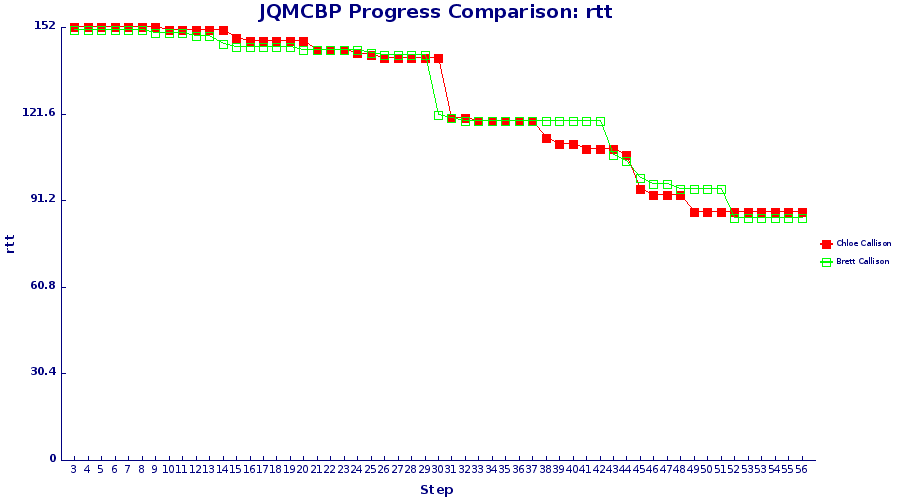 JQMCBP Progress Comparison: rtt
152
121.6
91.2
60.8
30.4
0
rtt
3 4 5 6 7 8 9 10 11 12 13 14 15 16 17 18 19 20 21 22 23 24 25 26 27 28 29 30 31 32 33 34 35 36 37 38 39 40 41 42 43 44 45 46 47 48 49 50 51 52 53 54 55 56
Step
Chloe Callison
Brett Callison